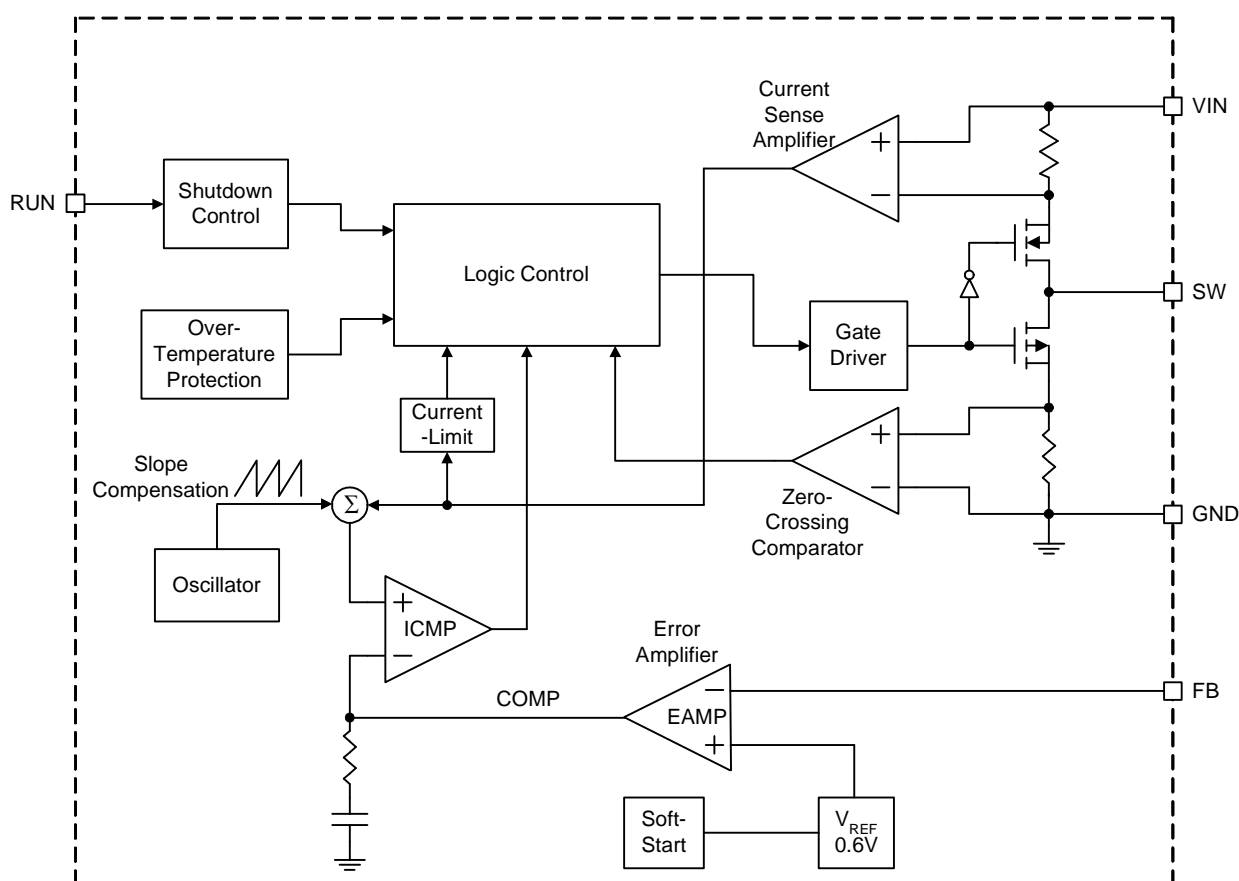 Current
Sense
Amplifier
VIN
+
−
RUN
Shutdown
Control
Logic Control
SW
Over-
Temperature
Protection
Gate
Driver
Current
-Limit
+
−
Slope
Compensation
Σ
Zero-
Crossing
Comparator
GND
Oscillator
+
ICMP
−
Error
Amplifier
COMP
−
EAMP
+
FB
Soft-
Start
VREF
0.6V